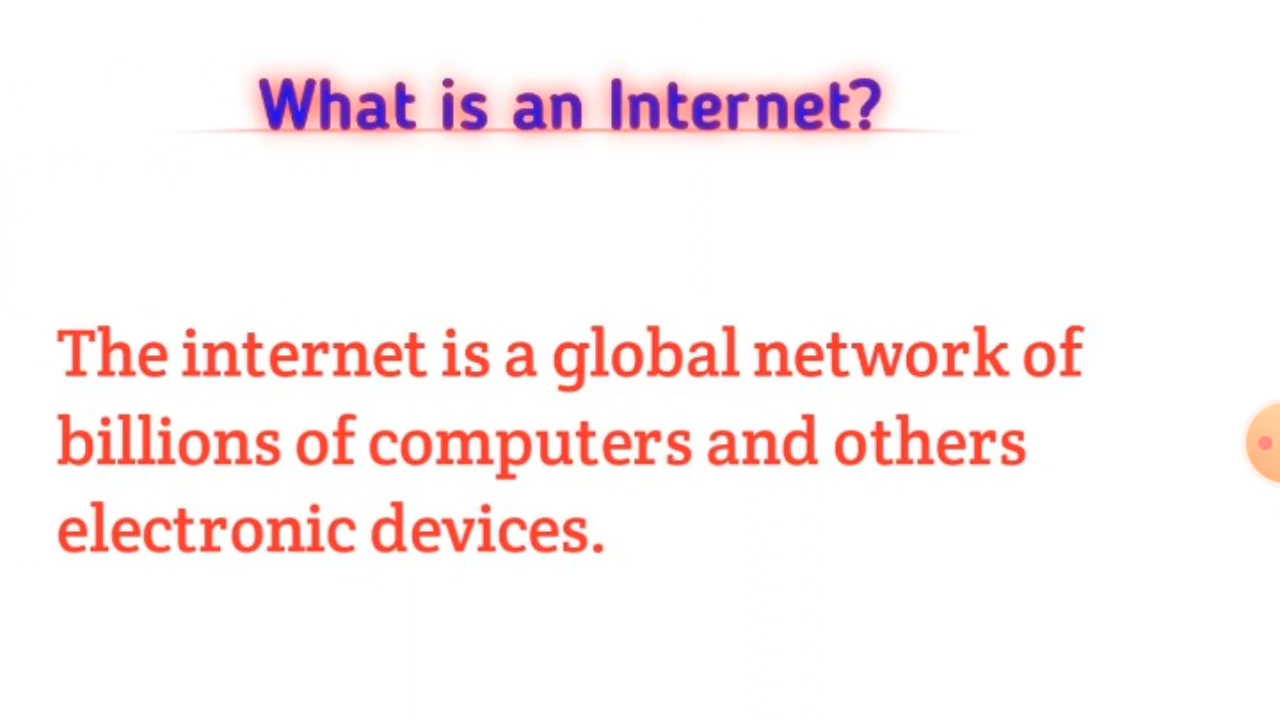 What is an Internet?
The internet is a global network of
billions of computers and others
electronic devices.